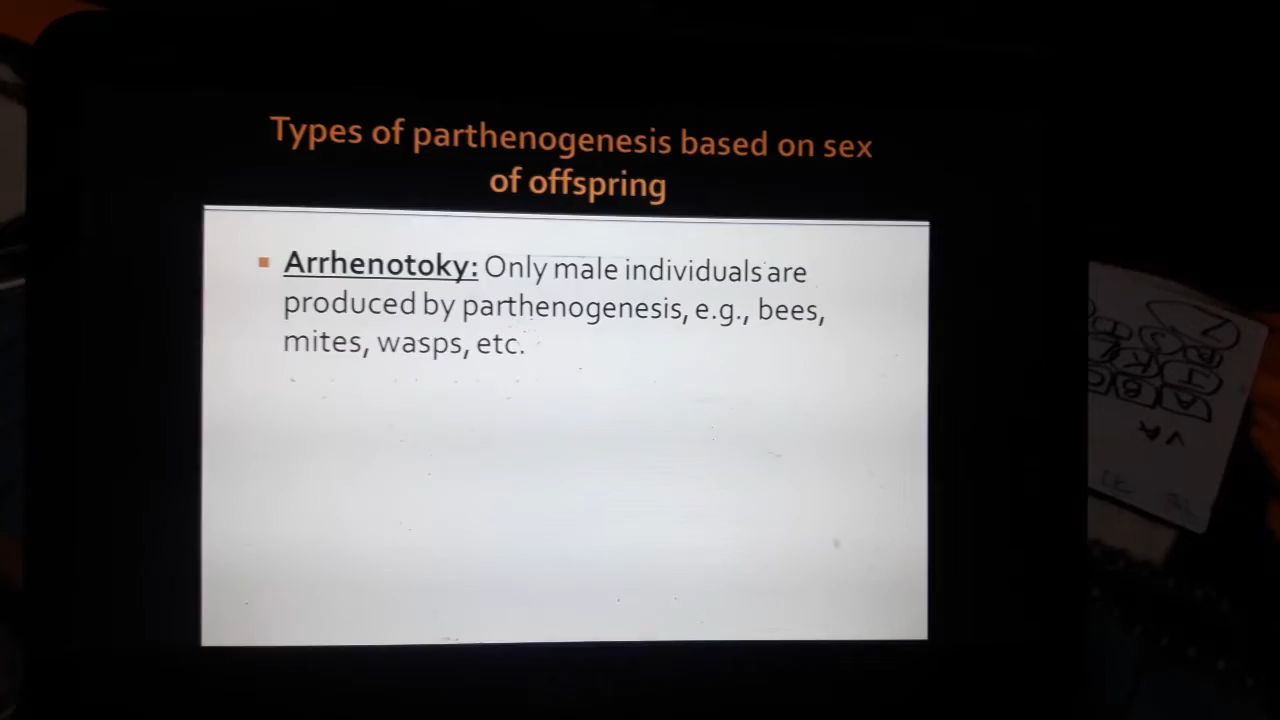 Types of parthenogenesis based on sex
of offspring
▪ Arrhenotoky: Only male individuals are
produced by parthenogenesis, e.g., bees,
mites, wasps, etc.